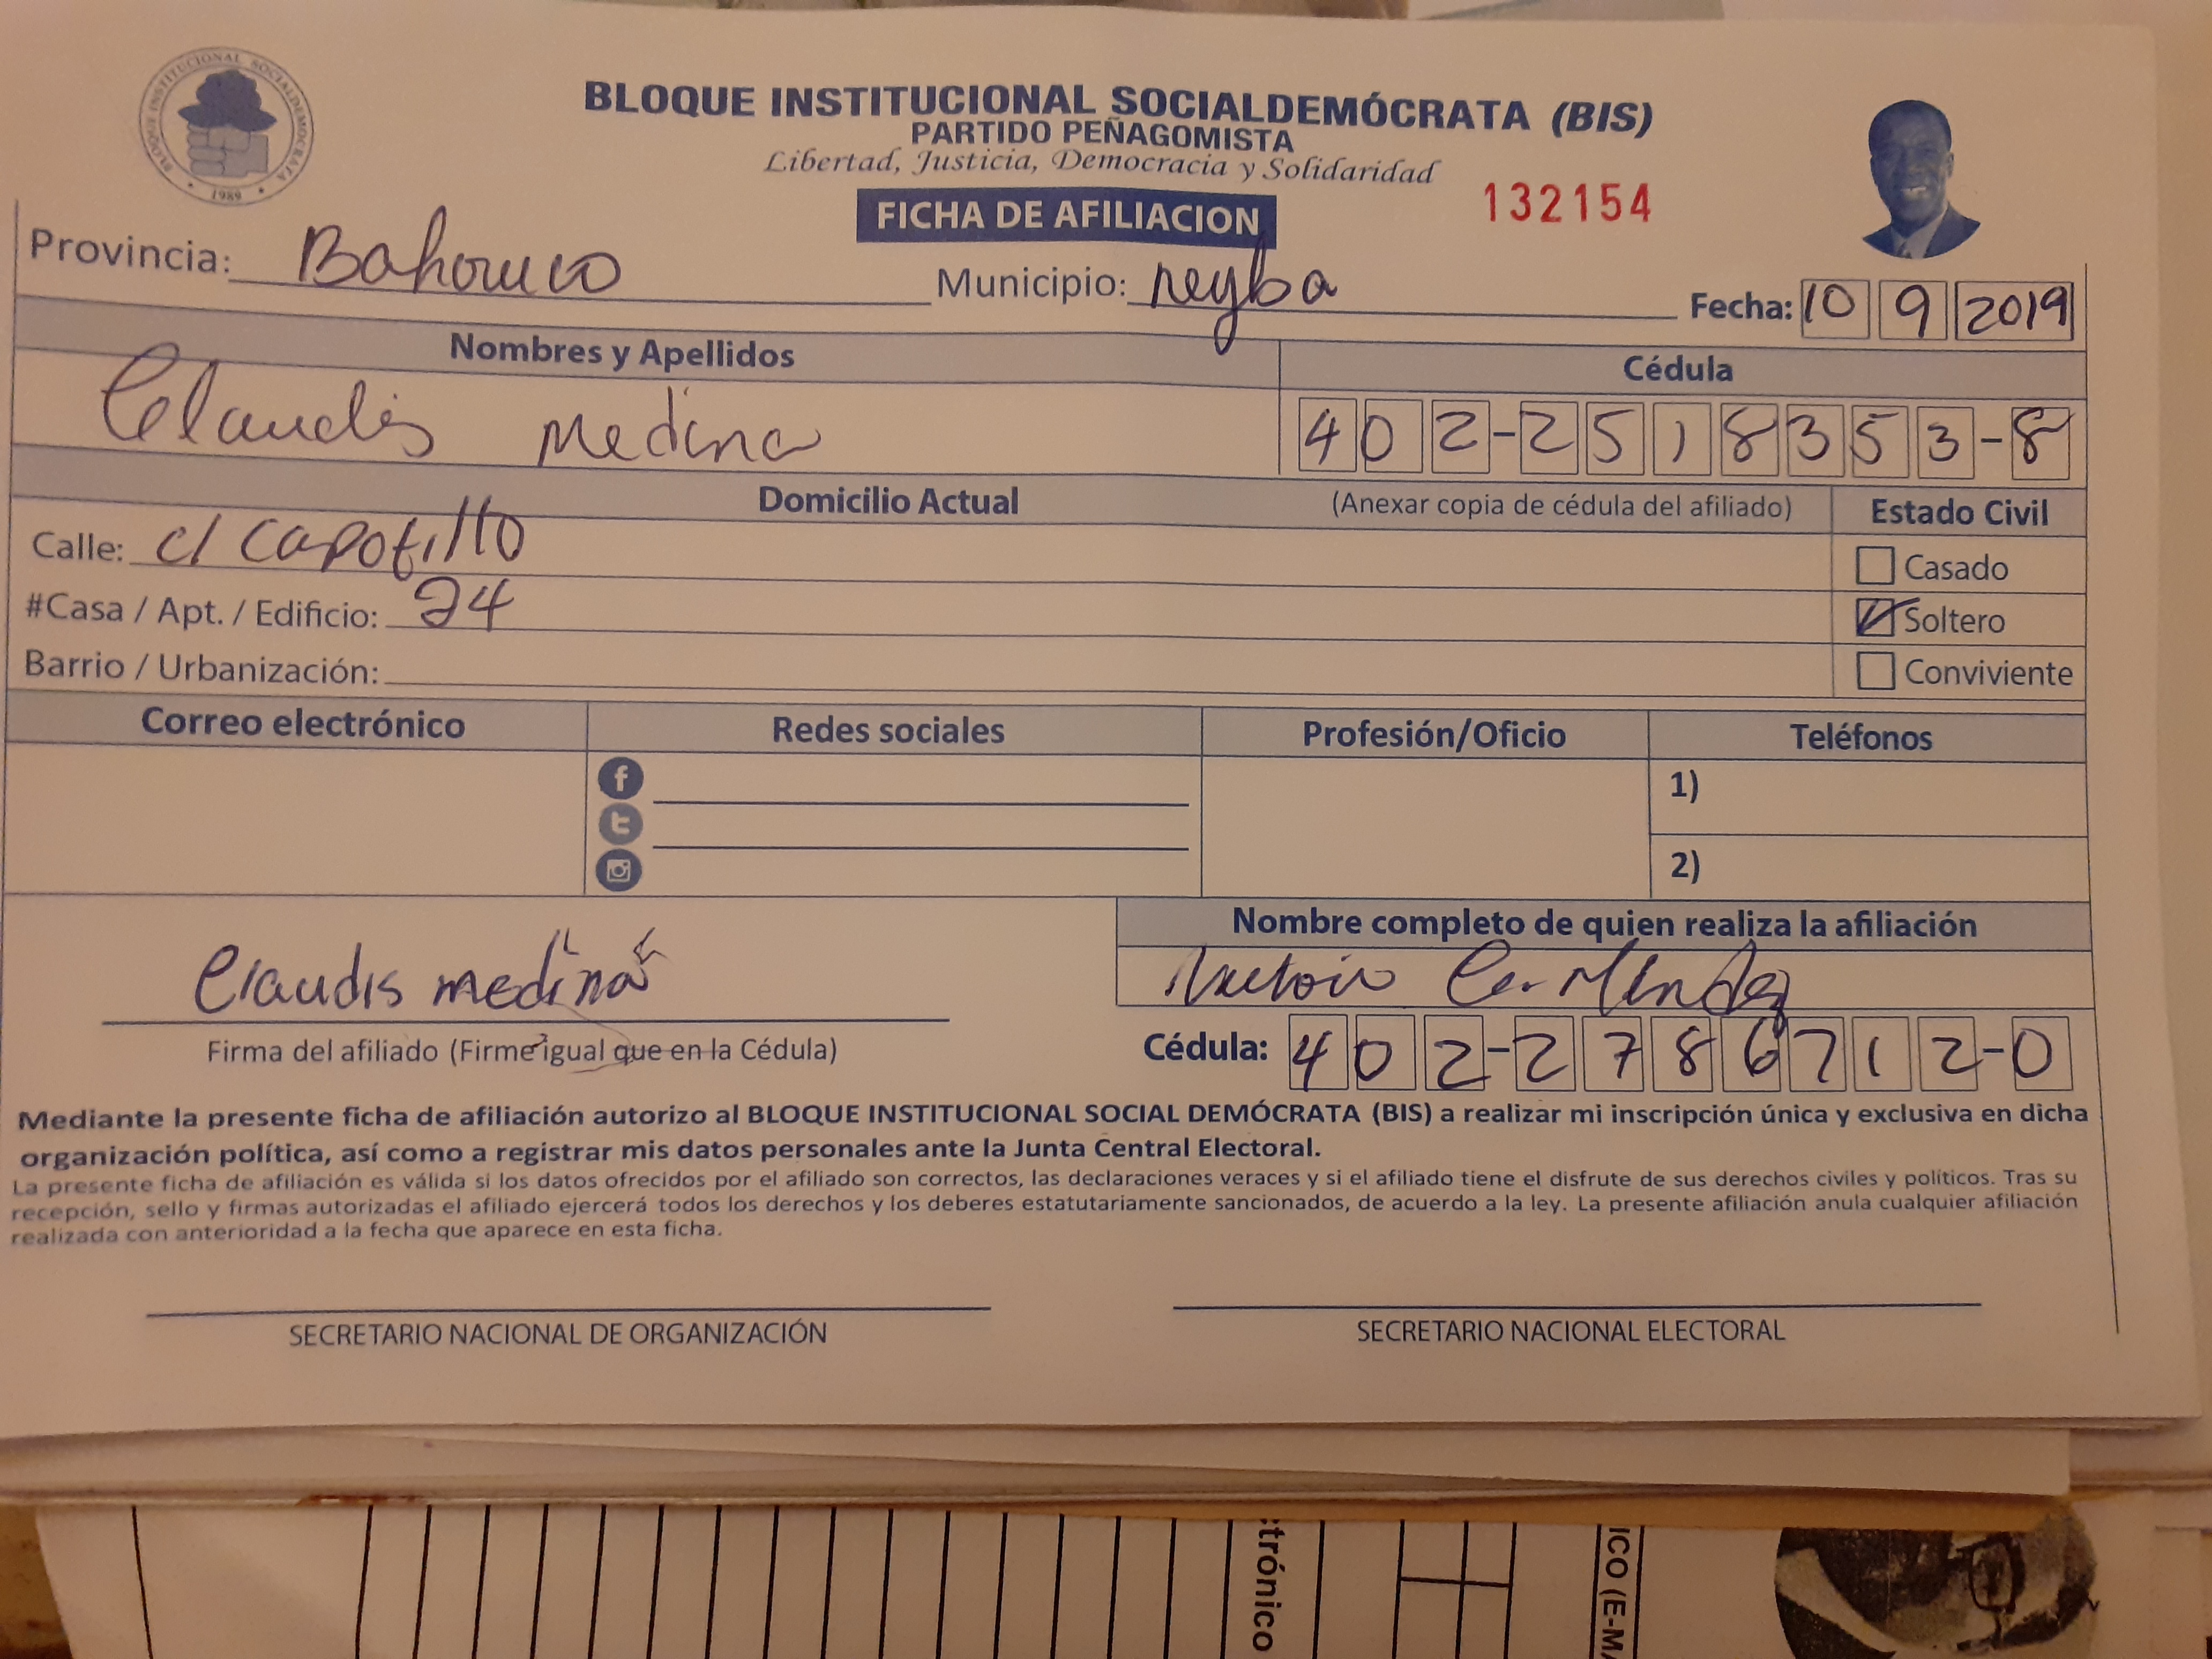 BLOQUE INSTITUCIONAL SOCIALDEMOCRATA
1989
BLOQUE INSTITUCIONAL SOCIALDEMÓCRATA (BIS)
PARTIDO PEÑAGOMISTA
Libertad, Justicia, Democracia y Solidaridad
FICHA DE AFILIACION
132154
Provincia: Bahoruco Municipio: neyba Fecha: 10 9 2019
Nombres y Apellidos Cédula
Claudis Medina 402-2518353-8
Domicilio Actual (Anexar copia de cédula del afiliado) Estado Civil
Calle: c/ Capotillo
Casado
#Casa / Apt. / Edificio: 24
Soltero
Barrio / Urbanización:
Conviviente
Correo electrónico Redes sociales Profesión/Oficio Teléfonos
1)
2)
Nombre completo de quien realiza la afiliación
Claudis medina
Méndez
Firma del afiliado (Firme igual que en la Cédula)
Cédula: 402-2786712-0
Mediante la presente ficha de afiliación autorizo al BLOQUE INSTITUCIONAL SOCIAL DEMÓCRATA (BIS) a realizar mi inscripción única y exclusiva en dicha
organización política, así como a registrar mis datos personales ante la Junta Central Electoral.
La presente ficha de afiliación es válida si los datos ofrecidos por el afiliado son correctos, las declaraciones veraces y si el afiliado tiene el disfrute de sus derechos civiles y políticos. Tras su
recepción, sello y firmas autorizadas el afiliado ejercerá todos los derechos y los deberes estatutariamente sancionados, de acuerdo a la ley. La presente afiliación anula cualquier afiliación
realizada con anterioridad a la fecha que aparece en esta ficha.
SECRETARIO NACIONAL DE ORGANIZACIÓN SECRETARIO NACIONAL ELECTORAL
trónico
ICO (E-MA